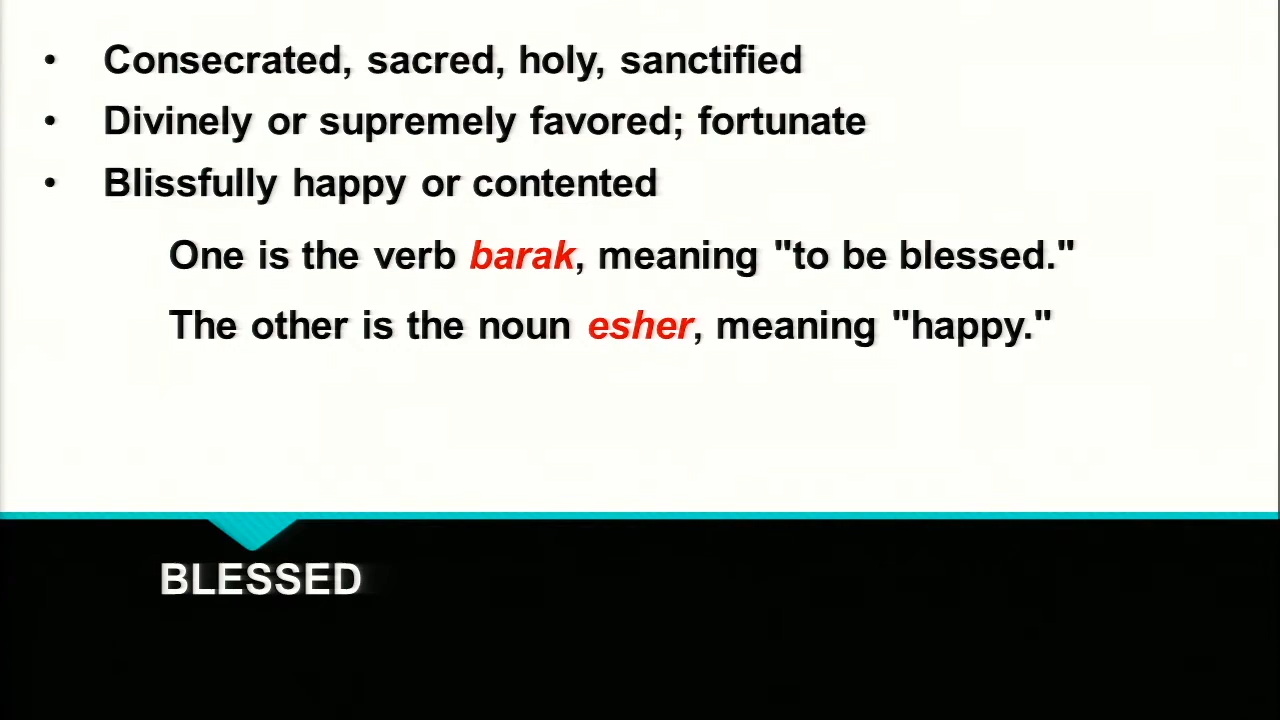 • Consecrated, sacred, holy, sanctified
• Divinely or supremely favored; fortunate
• Blissfully happy or contented
One is the verb barak, meaning "to be blessed."
The other is the noun esher, meaning "happy."
BLESSED